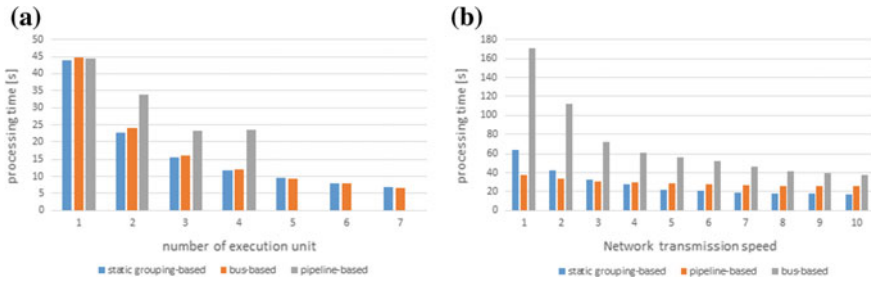 (a)
50
45
40
35
30
25
20
15
10
5
0
processing time [s]
1 2 3 4 5 6 7
number of execution unit
static grouping-based bus-based pipeline-based
(b)
180
160
140
120
100
80
60
40
20
0
processing time [s]
1 2 3 4 5 6 7 8 9 10
Network transmission speed
static grouping-based pipeline-based bus-based